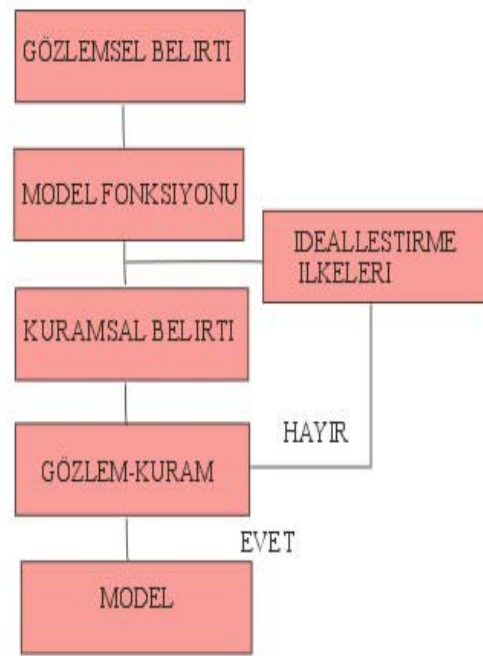 GÖZLEMSEL BELIRTI
MODEL FONKSIYONU
IDEALLESTIRME
ILKELERI
KURAMSAL BELIRTI
HAYIR
GÖZLEM-KURAM
EVET
MODEL